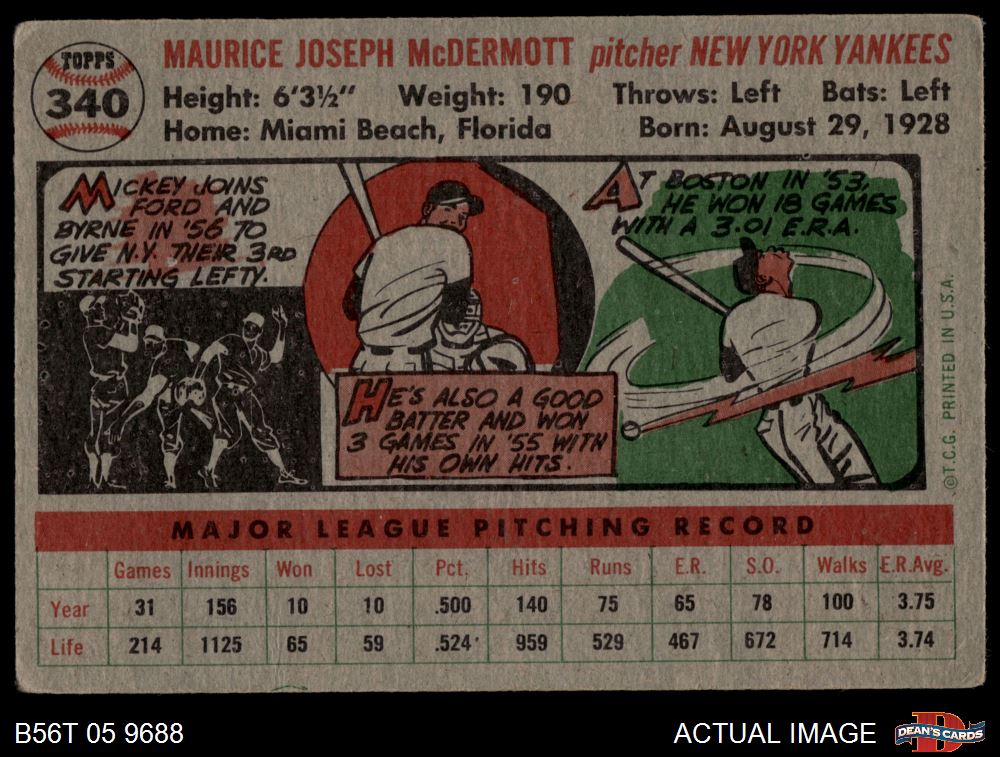 TOPPS
340
MAURICE JOSEPH McDERMOTT pitcher NEW YORK YANKEES
Height: 6'3½" Weight: 190 Throws: Left Bats: Left
Home: Miami Beach, Florida Born: August 29, 1928
MICKEY JOINS
FORD AND
BYRNE IN '56 TO
GIVE N.Y. THEIR 3RD
STARTING LEFTY.
HE'S ALSO A GOOD
BATTER AND WON
3 GAMES IN '55 WITH
HIS OWN HITS.
AT BOSTON IN '53,
HE WON 18 GAMES
WITH A 3.01 E.R.A.
©T.C.G. PRINTED IN U.S.A.
MAJOR LEAGUE PITCHING RECORD
Games Innings Won Lost Pct. Hits Runs E.R. S.O. Walks E.R.Avg.
Year 31 156 10 10 .500 140 75 65 78 100 3.75
Life 214 1125 65 59 .524 959 529 467 672 714 3.74
B56T 05 9688
ACTUAL IMAGE
D
DEAN'S CARDS